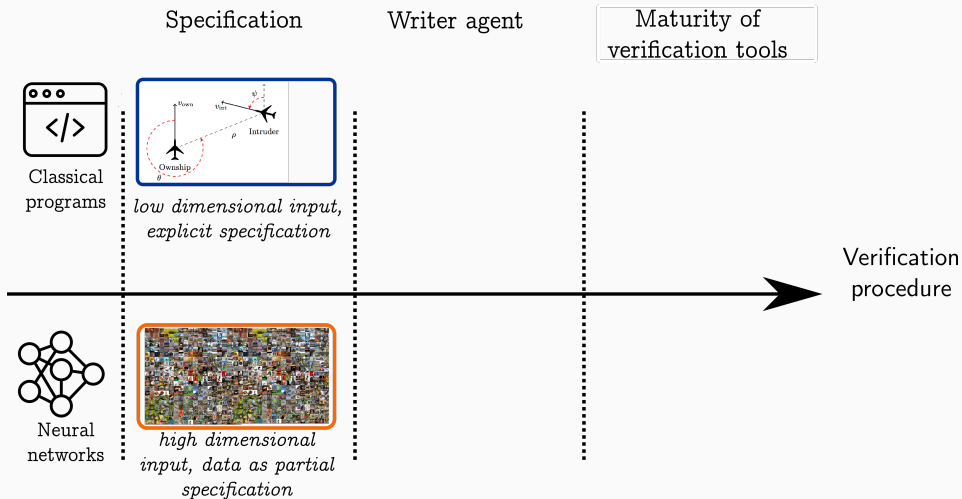 Specification
Writer agent
Maturity of
verification tools
Classical
programs
</>
v_own
v_int
ψ
Intruder
ρ
Ownship
θ
low dimensional input,
explicit specification
Verification
procedure
Neural
networks
high dimensional
input, data as partial
specification